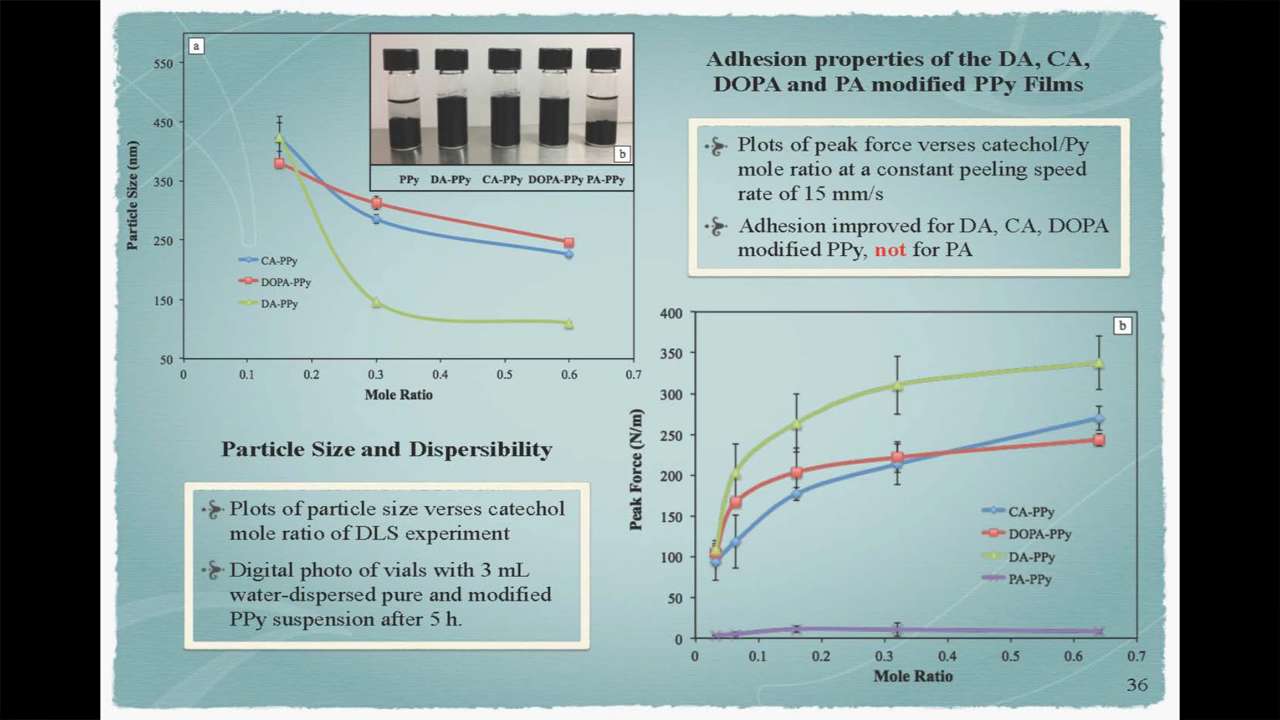 a
550
450
350
250
150
50
0
0.1
0.2
0.3
0.4
0.5
0.6
0.7
Particle Size (nm)
Mole Ratio
CA-PPy
DOPA-PPy
DA-PPy
b
PPy DA-PPy CA-PPy DOPA-PPy PA-PPy
Particle Size and Dispersibility
Plots of particle size verses catechol
mole ratio of DLS experiment
Digital photo of vials with 3 mL
water-dispersed pure and modified
PPy suspension after 5 h.
Adhesion properties of the DA, CA,
DOPA and PA modified PPy Films
Plots of peak force verses catechol/Py
mole ratio at a constant peeling speed
rate of 15 mm/s
Adhesion improved for DA, CA, DOPA
modified PPy, not for PA
b
400
350
300
250
200
150
100
50
0
0
0.1
0.2
0.3
0.4
0.5
0.6
0.7
Peak Force (N/m)
Mole Ratio
CA-PPy
DOPA-PPy
DA-PPy
PA-PPy
36